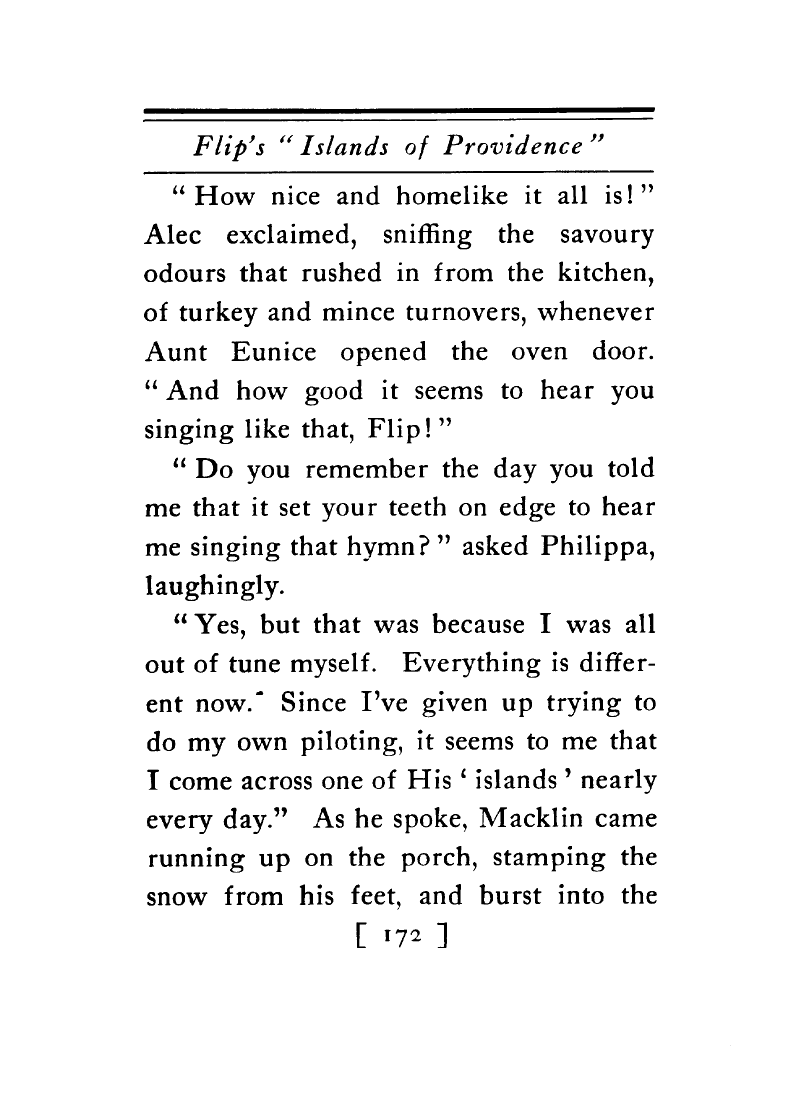 Flip's "Islands of Providence"
"How nice and homelike it all is!"
Alec exclaimed, sniffing the savoury
odours that rushed in from the kitchen,
of turkey and mince turnovers, whenever
Aunt Eunice opened the oven door.
"And how good it seems to hear you
singing like that, Flip!"
"Do you remember the day you told
me that it set your teeth on edge to hear
me singing that hymn?" asked Philippa,
laughingly.
"Yes, but that was because I was all
out of tune myself. Everything is differ-
ent now. Since I've given up trying to
do my own piloting, it seems to me that
I come across one of His 'islands' nearly
every day." As he spoke, Macklin came
running up on the porch, stamping the
snow from his feet, and burst into the
[ 172 ]